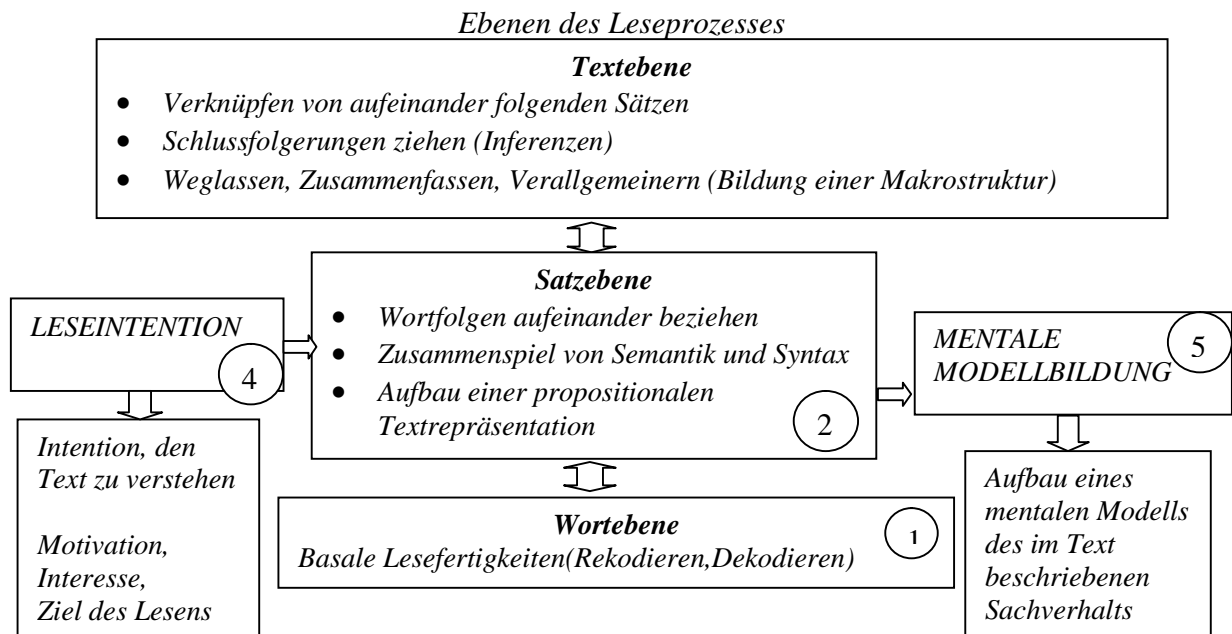 Ebenen des Leseprozesses
Textebene
• Verknüpfen von aufeinander folgenden Sätzen
• Schlussfolgerungen ziehen (Inferenzen)
• Weglassen, Zusammenfassen, Verallgemeinern (Bildung einer Makrostruktur)
LESEINTENTION
4
Intention, den
Text zu verstehen
Motivation,
Interesse,
Ziel des Lesens
Satzebene
• Wortfolgen aufeinander beziehen
• Zusammenspiel von Semantik und Syntax
• Aufbau einer propositionalen
Textrepräsentation
2
Wortebene
Basale Lesefertigkeiten(Rekodieren,Dekodieren)
1
MENTALE
MODELLBILDUNG
5
Aufbau eines
mentalen Modells
des im Text
beschriebenen
Sachverhalts